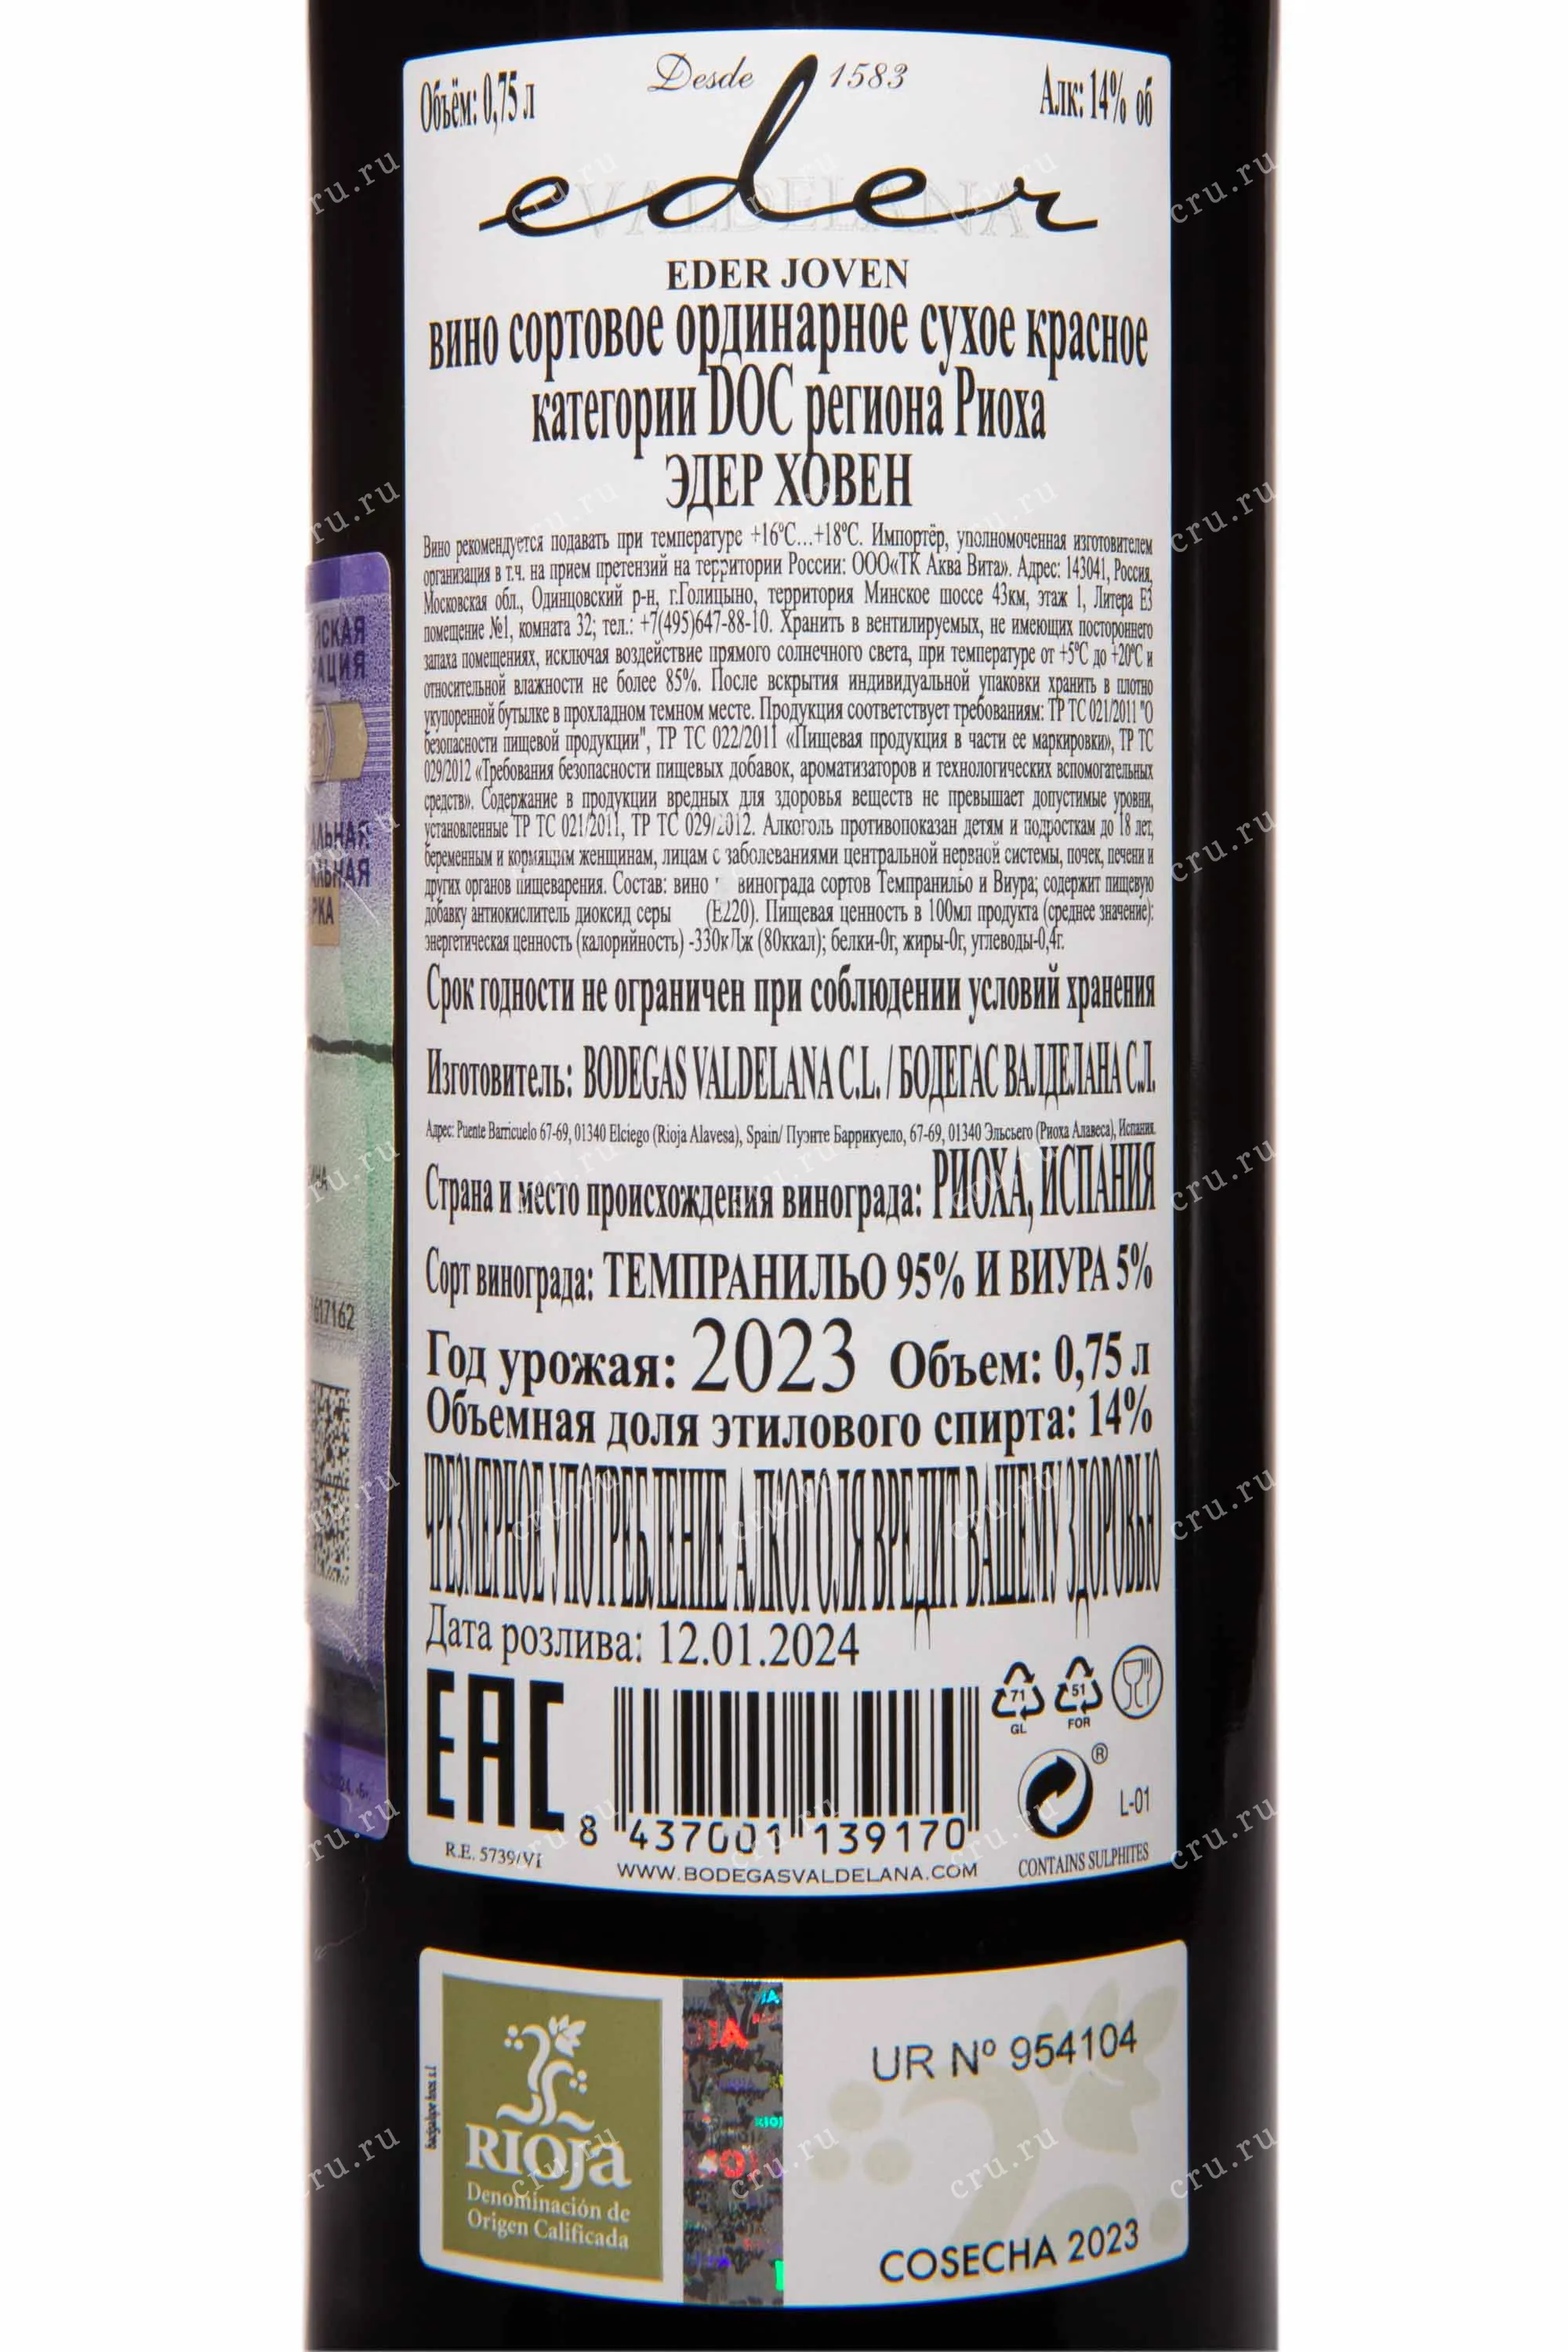 Desde 1583
Объём: 0,75 л
Алк: 14% об
eder
VALDELANA
EDER JOVEN
вино сортовое ординарное сухое красное
категории DOC региона Риоха
ЭДЕР ХОВЕН
Вино рекомендуется подавать при температуре +16ºС...+18ºС. Импортёр, уполномоченная изготовителем
организация в т.ч. на прием претензий на территории России: ООО«ТК Аква Вита». Адрес: 143041, Россия,
Московская обл., Одинцовский р-н, г.Голицыно, территория Минское шоссе 43км, этаж 1, Литера Е3
помещение №1, комната 32; тел.: +7(495)647-88-10. Хранить в вентилируемых, не имеющих постороннего
запаха помещениях, исключая воздействие прямого солнечного света, при температуре от +5ºС до +20ºС и
относительной влажности не более 85%. После вскрытия индивидуальной упаковки хранить в плотно
укупоренной бутылке в прохладном темном месте. Продукция соответствует требованиям: ТР ТС 021/2011 "О
безопасности пищевой продукции", ТР ТС 022/2011 «Пищевая продукция в части ее маркировки», ТР ТС
029/2012 «Требования безопасности пищевых добавок, ароматизаторов и технологических вспомогательных
средств». Содержание в продукции вредных для здоровья веществ не превышает допустимые уровни,
установленные ТР ТС 021/2011, ТР ТС 029/2012. Алкоголь противопоказан детям и подросткам до 18 лет,
беременным и кормящим женщинам, лицам с заболеваниями центральной нервной системы, почек, печени и
других органов пищеварения. Состав: вино винограда сортов Темпранильо и Виура; содержит пищевую
добавку антиокислитель диоксид серы (Е220). Пищевая ценность в 100мл продукта (среднее значение):
энергетическая ценность (калорийность) -330кДж (80ккал); белки-0г, жиры-0г, углеводы-0,4г.
Срок годности не ограничен при соблюдении условий хранения
Изготовитель: BODEGAS VALDELANA C.L. / БОДЕГАС ВАЛДЕЛАНА С.Л.
Адрес: Puente Barricuelo 67-69, 01340 Elciego (Rioja Alavesa), Spain/ Пуэнте Баррикуело, 67-69, 01340 Эльсьего (Риоха Алавеса), Испания.
Страна и место происхождения винограда: РИОХА, ИСПАНИЯ
Сорт винограда: ТЕМПРАНИЛЬО 95% И ВИУРА 5%
Год урожая: 2023 Объем: 0,75 л
Объемная доля этилового спирта: 14%
ЧРЕЗМЕРНОЕ УПОТРЕБЛЕНИЕ АЛКОГОЛЯ ВРЕДИТ ВАШЕМУ ЗДОРОВЬЮ
Дата розлива: 12.01.2024
EAC
71
GL
51
FOR
®
L-01
8 437001 139170
R.E. 5739/VI
WWW.BODEGASVALDELANA.COM
CONTAINS SULPHITES
617162
RIOJa
Denominación de
Origen Calificada
UR Nº 954104
COSECHA 2023
cru.ru